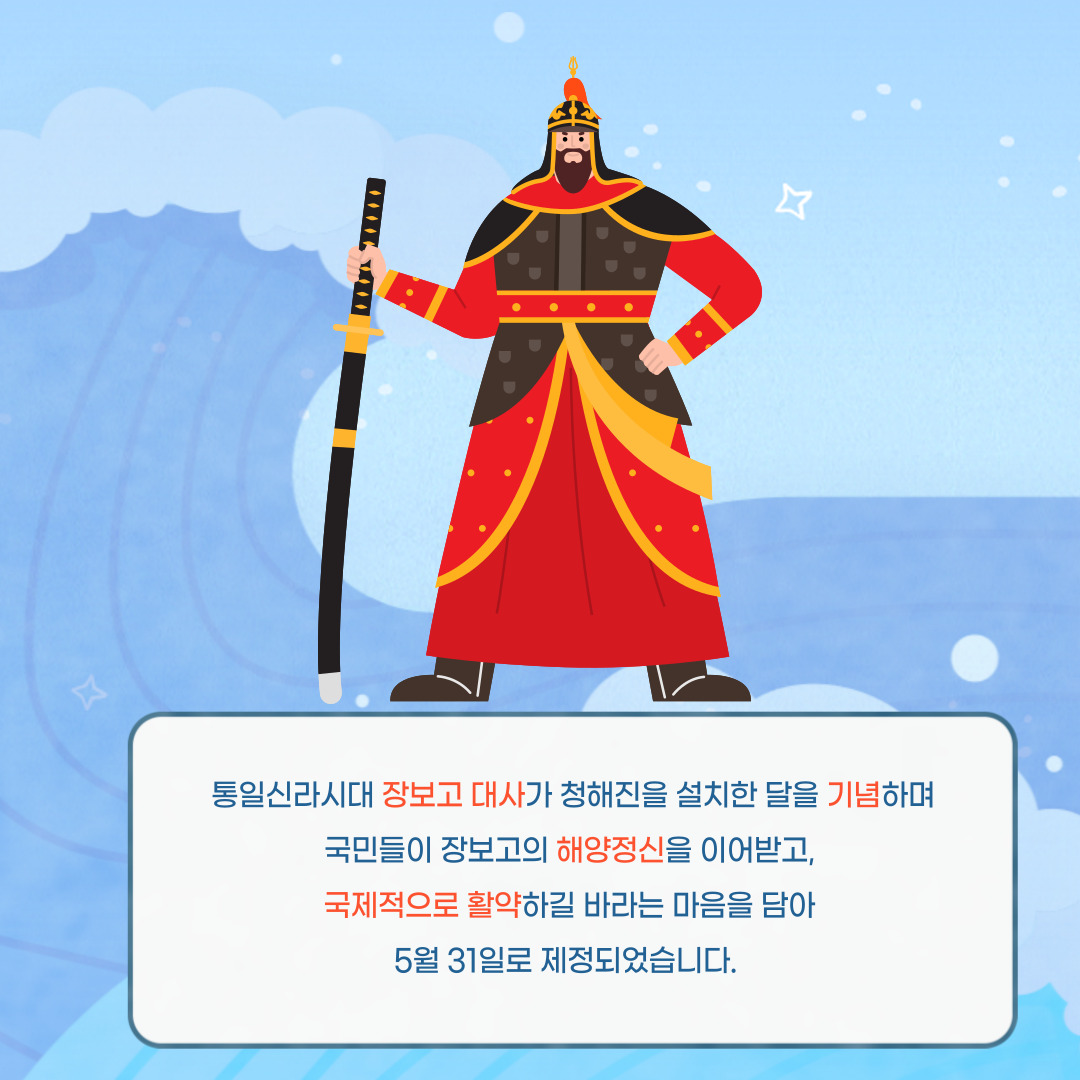 통일신라시대 장보고 대사가 청해진을 설치한 달을 기념하며
국민들이 장보고의 해양정신을 이어받고,
국제적으로 활약하길 바라는 마음을 담아
5월 31일로 제정되었습니다.